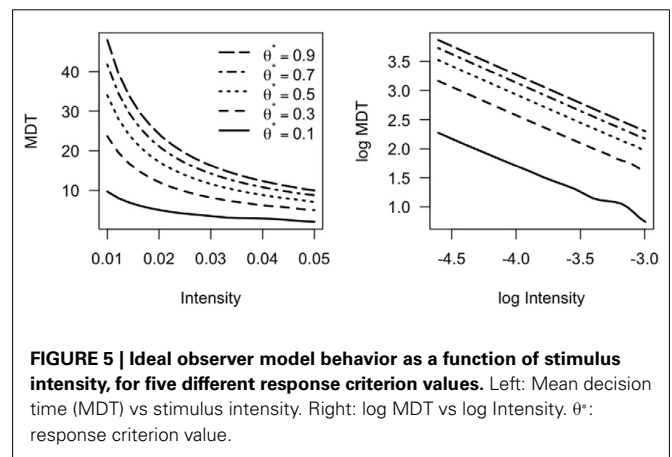 θ* = 0.9
θ* = 0.7
θ* = 0.5
θ* = 0.3
θ* = 0.1
40
30
20
10
MDT
0.01 0.02 0.03 0.04 0.05
Intensity
3.5
3.0
2.5
2.0
1.5
1.0
log MDT
-4.5 -4.0 -3.5 -3.0
log Intensity
FIGURE 5 | Ideal observer model behavior as a function of stimulus
intensity, for five different response criterion values. Left: Mean decision
time (MDT) vs stimulus intensity. Right: log MDT vs log Intensity. θ*:
response criterion value.